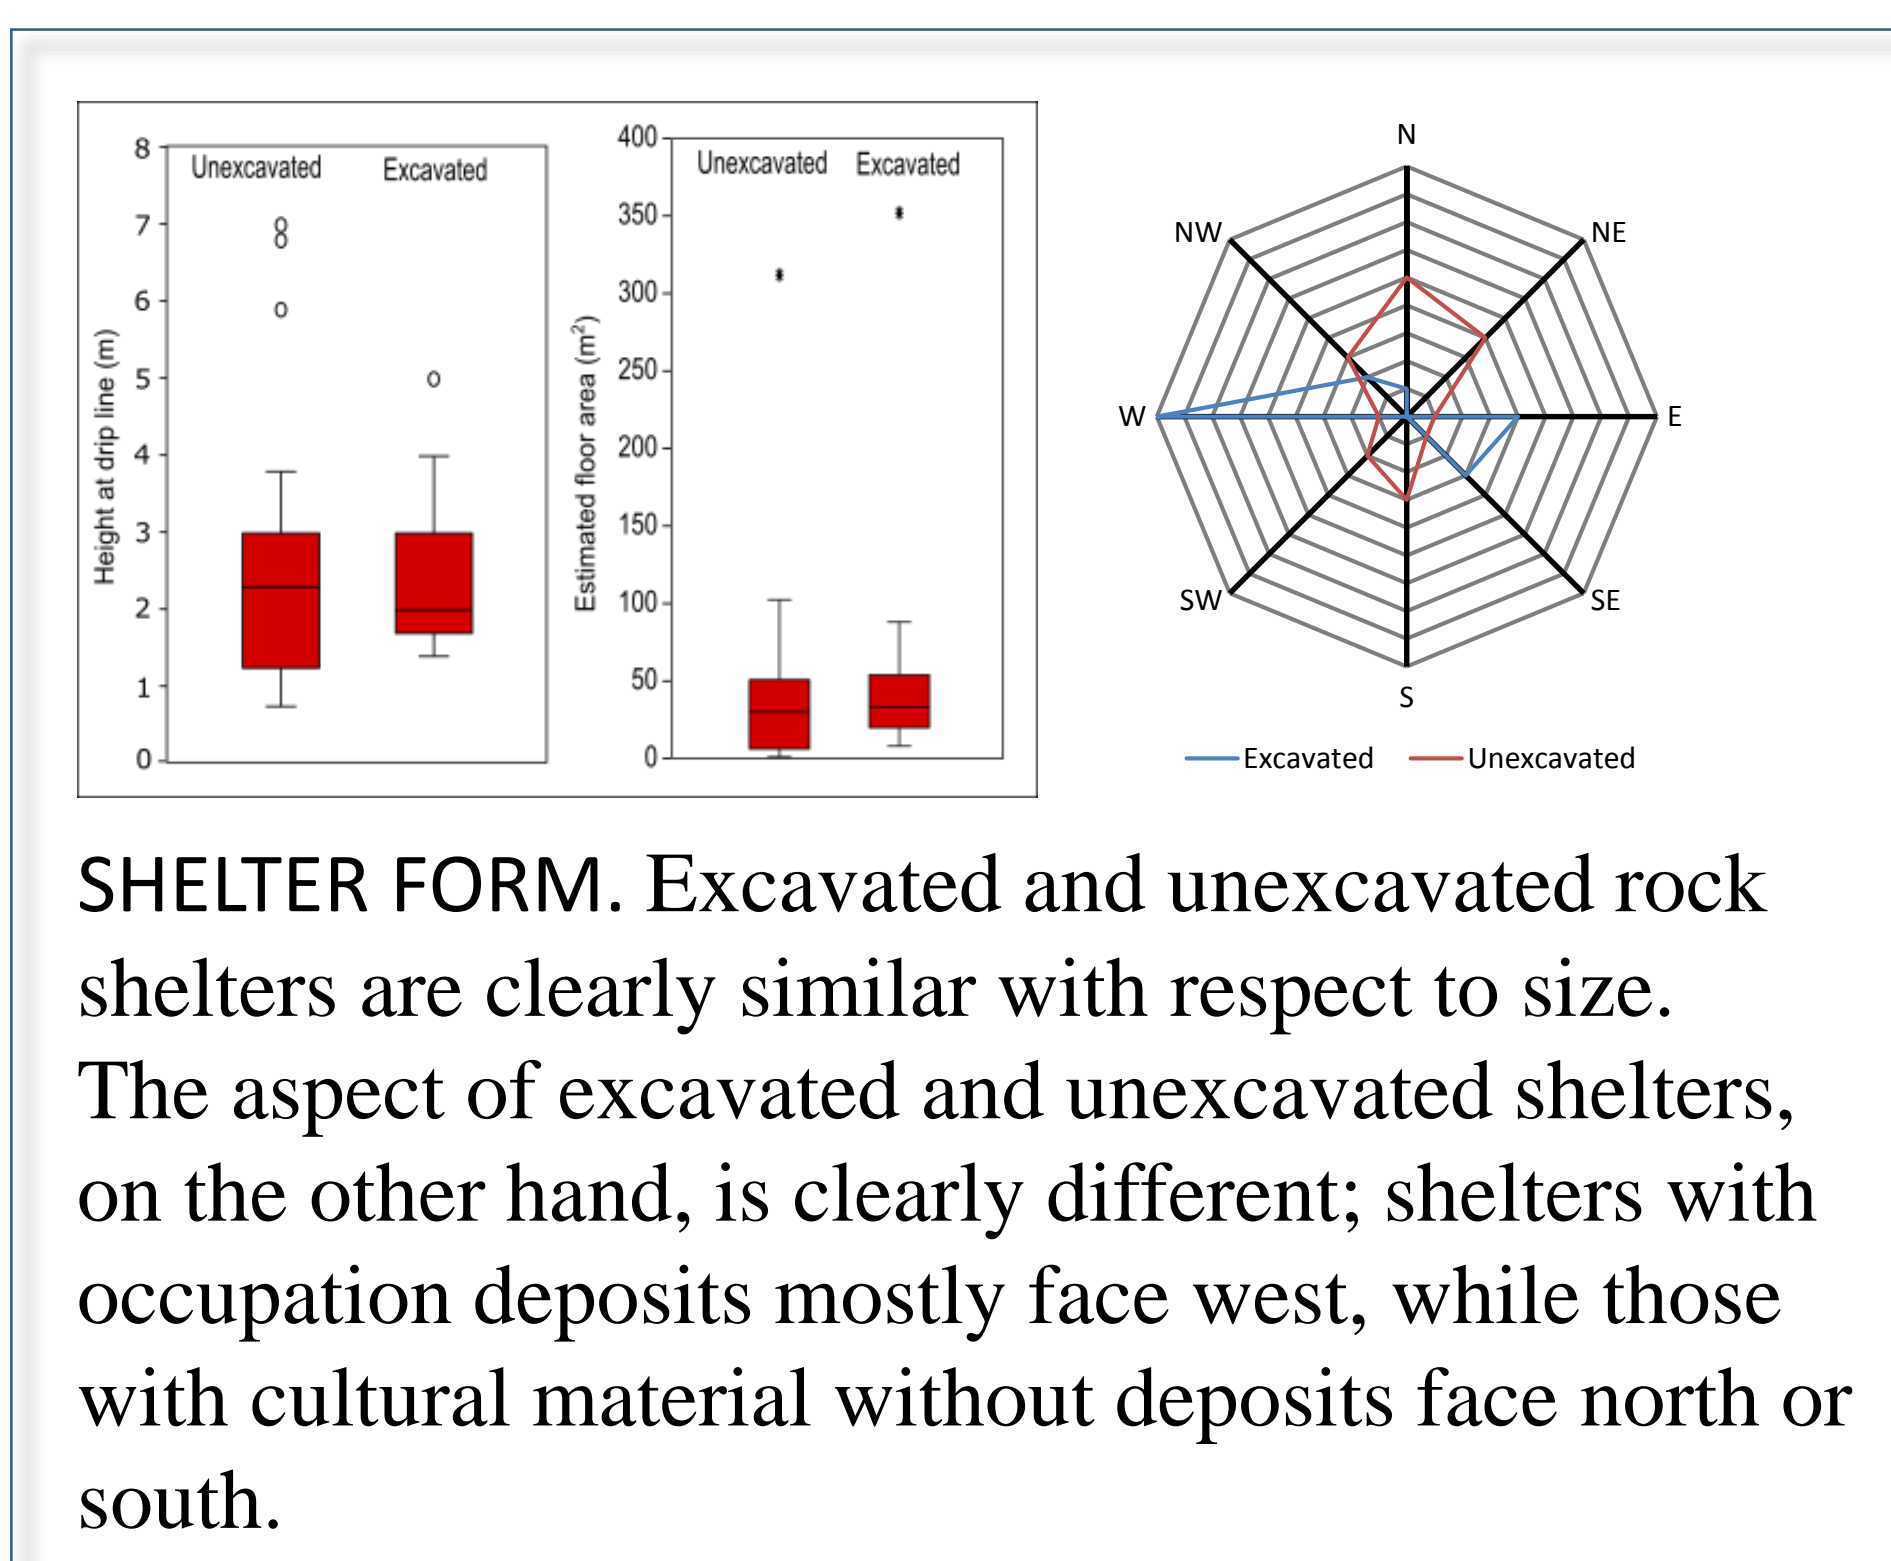 8
7
6
5
4
3
2
1
0
Height at drip line (m)
Unexcavated Excavated
400
350
300
250
200
150
100
50
0
Estimated floor area (m²)
Unexcavated Excavated
N
NW NE
W E
SW SE
S
Excavated Unexcavated
SHELTER FORM. Excavated and unexcavated rock
shelters are clearly similar with respect to size.
The aspect of excavated and unexcavated shelters,
on the other hand, is clearly different; shelters with
occupation deposits mostly face west, while those
with cultural material without deposits face north or
south.